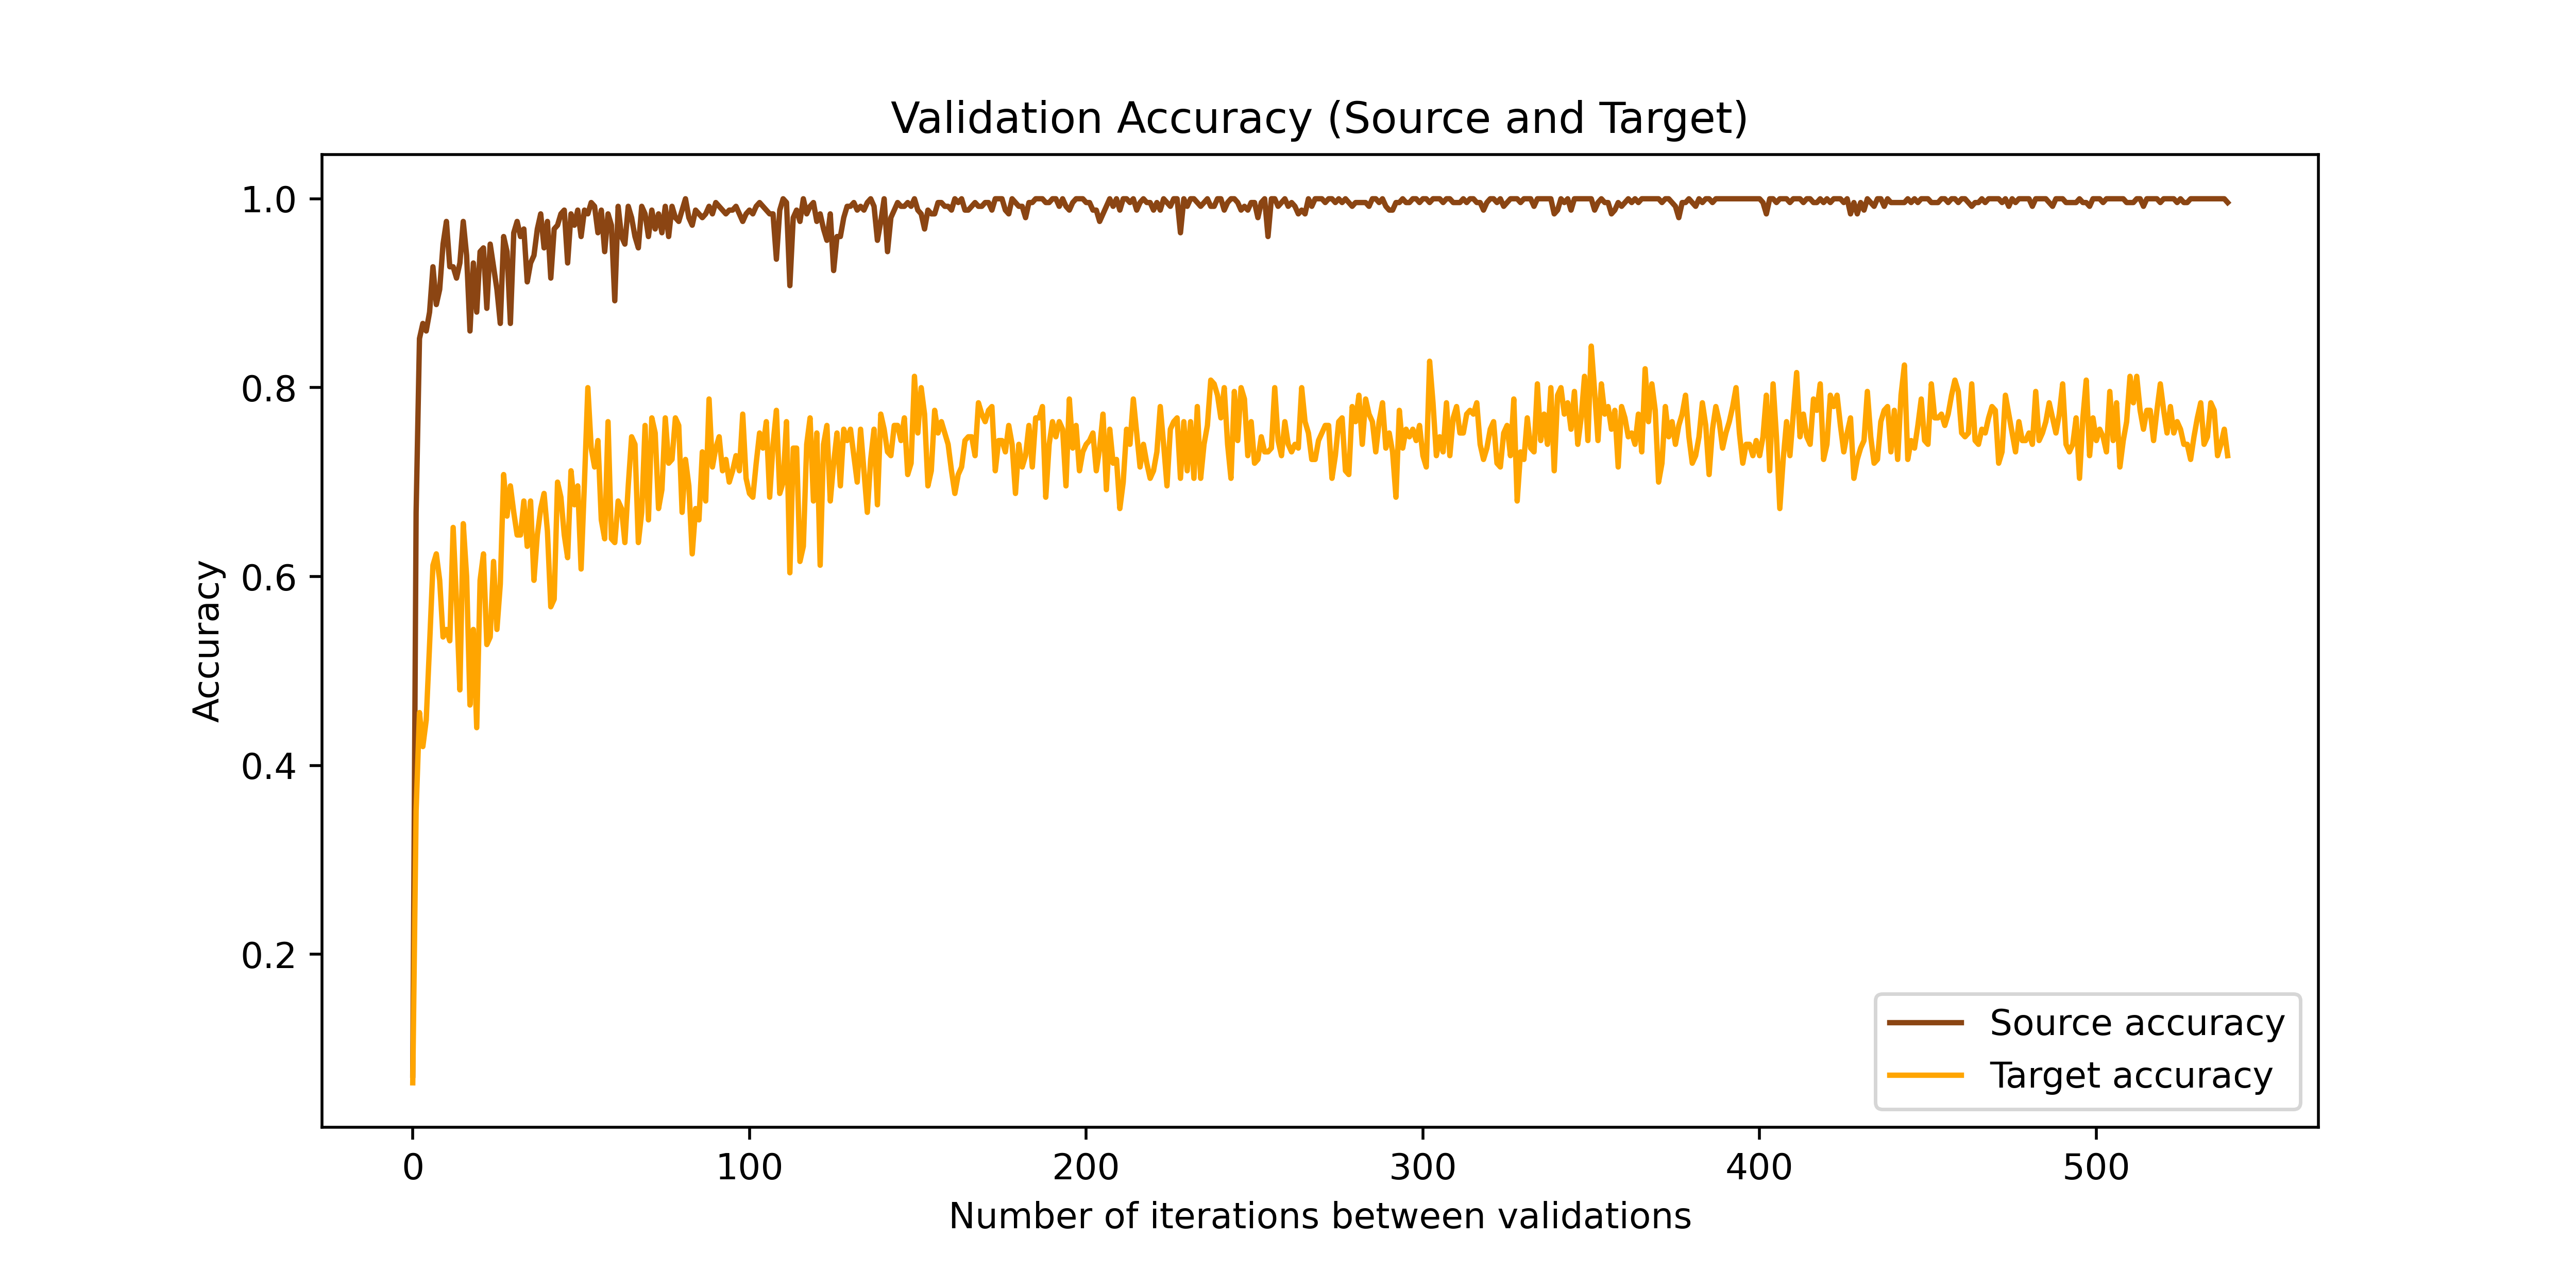 Validation Accuracy (Source and Target)
1.0
0.8
0.6
0.4
0.2
Accuracy
0 100 200 300 400 500
Number of iterations between validations
Source accuracy
Target accuracy